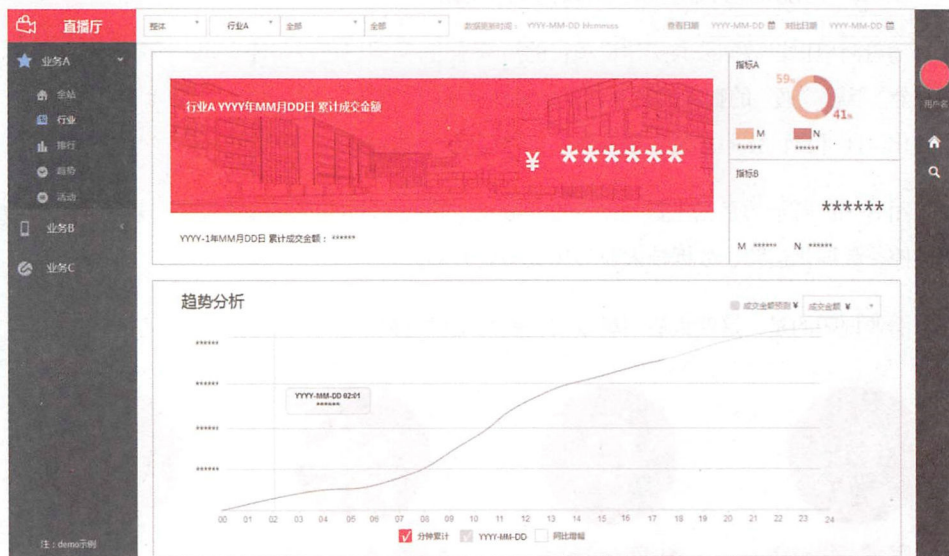 直播厅
整体
行业A
全部
全部
数据更新时间： YYYY-MM-DD hh:mm:ss
查看日期 YYYY-MM-DD
对比日期 YYYY-MM-DD
业务A
全站
行业
排行
趋势
活动
业务B
业务C
注：demo示例
行业A YYYY年MM月DD日 累计成交金额
¥ ******
YYYY-1年MM月DD日 累计成交金额： ******
指标A
59%
41%
M
N
****** ******
指标B
******
M ****** N ******
用户名
趋势分析
成交金额预测 ¥
成交金额 ¥
******
******
******
******
YYYY-MM-DD 02:01
******
00 01 02 03 04 05 06 07 08 09 10 11 12 13 14 15 16 17 18 19 20 21 22 23 24
分钟累计
YYYY-MM-DD
同比增幅